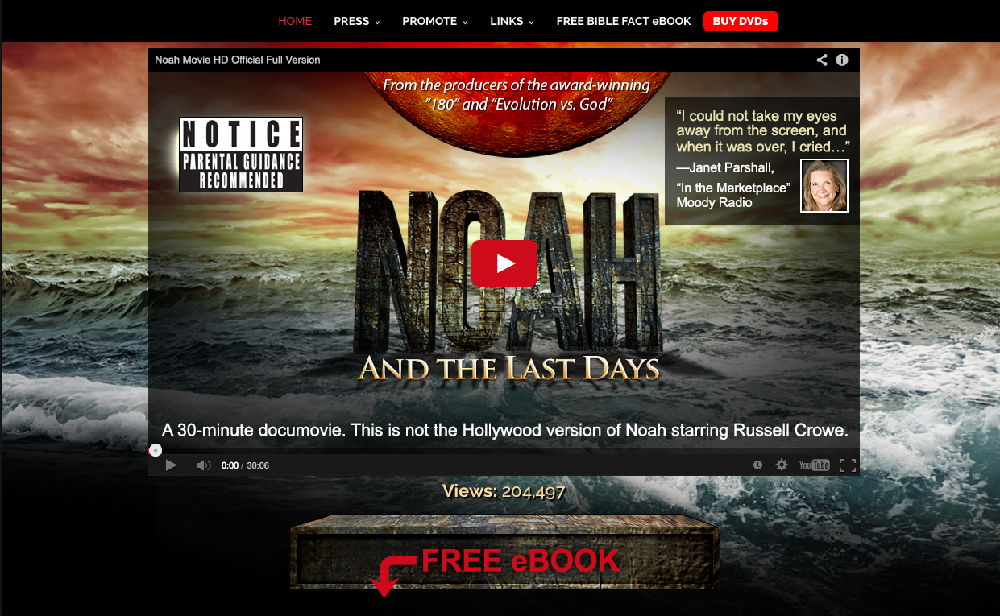 HOME PRESS PROMOTE LINKS FREE BIBLE FACT eBOOK BUY DVDs
Noah Movie HD Official Full Version
From the producers of the award-winning
“180” and “Evolution vs. God”
NOTICE
PARENTAL GUIDANCE
RECOMMENDED
“I could not take my eyes
away from the screen, and
when it was over, I cried…”
—Janet Parshall,
“In the Marketplace”
Moody Radio
NOAH
AND THE LAST DAYS
A 30-minute documovie. This is not the Hollywood version of Noah starring Russell Crowe.
0:00 / 30:06
YouTube
Views: 204,497
FREE eBOOK